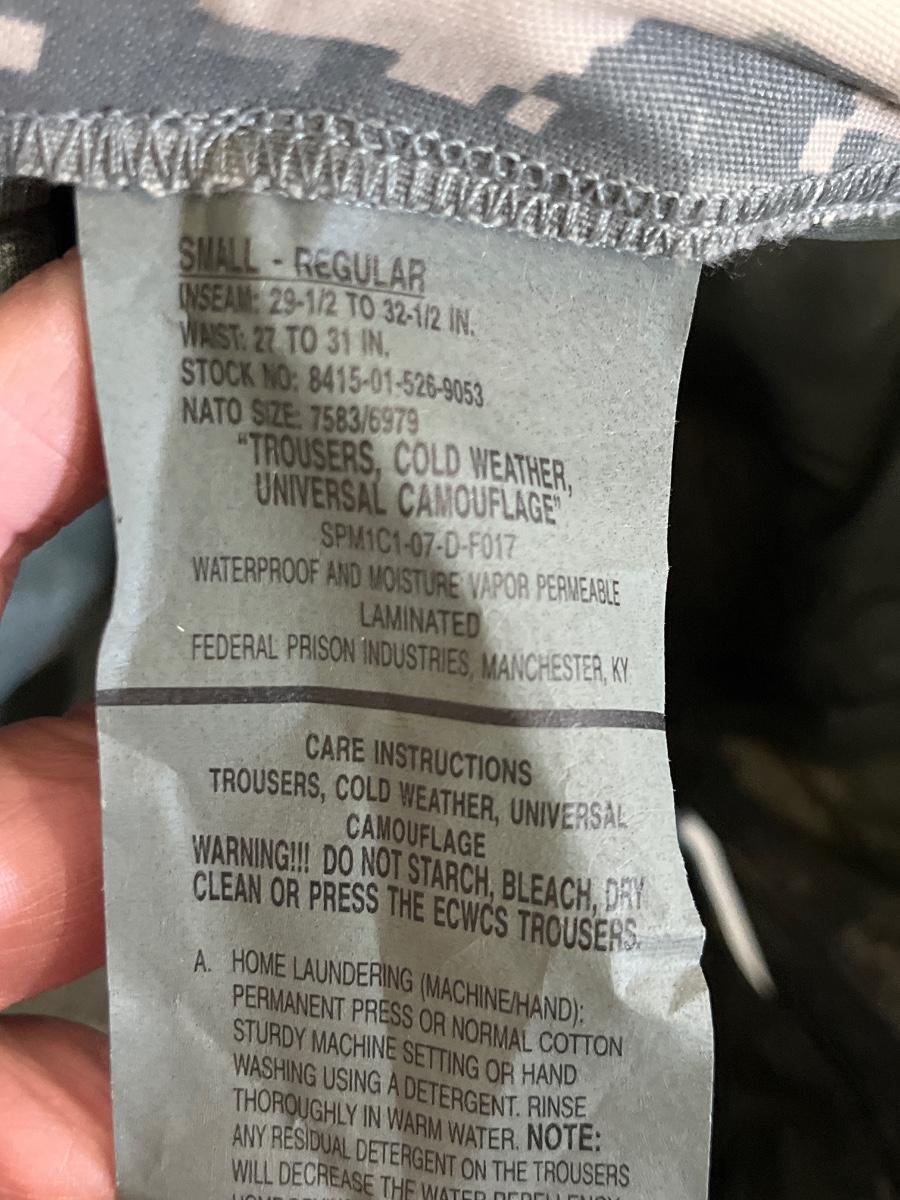 SMALL - REGULAR
INSEAM: 29-1/2 TO 32-1/2 IN.
WAIST: 27 TO 31 IN.
STOCK NO: 8415-01-526-9053
NATO SIZE: 7583/6979
"TROUSERS, COLD WEATHER,
UNIVERSAL CAMOUFLAGE"
SPM1C1-07-D-F017
WATERPROOF AND MOISTURE VAPOR PERMEABLE
LAMINATED
FEDERAL PRISON INDUSTRIES, MANCHESTER, KY
CARE INSTRUCTIONS
TROUSERS, COLD WEATHER, UNIVERSAL
CAMOUFLAGE
WARNING!!! DO NOT STARCH, BLEACH, DRY
CLEAN OR PRESS THE ECWCS TROUSERS.
A. HOME LAUNDERING (MACHINE/HAND):
PERMANENT PRESS OR NORMAL COTTON
STURDY MACHINE SETTING OR HAND
WASHING USING A DETERGENT. RINSE
THOROUGHLY IN WARM WATER. NOTE:
ANY RESIDUAL DETERGENT ON THE TROUSERS
WILL DECREASE THE WATER REPELLENCY